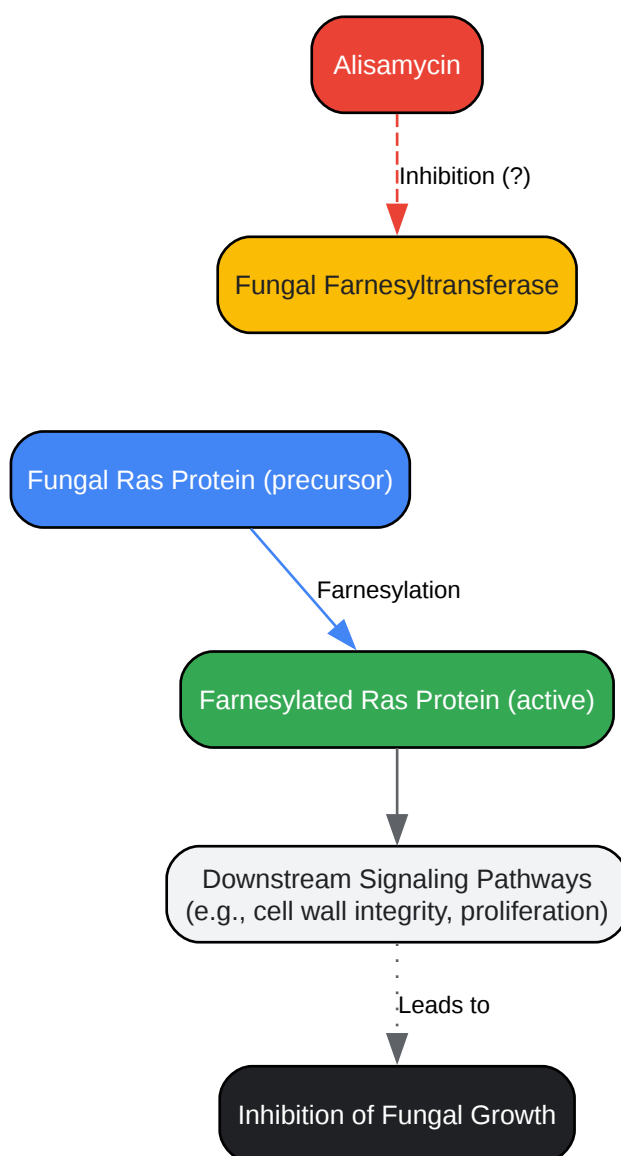 Alisamycin
Inhibition (?)
Fungal Farnesyltransferase
Fungal Ras Protein (precursor)
Farnesylation
Farnesylated Ras Protein (active)
Downstream Signaling Pathways
(e.g., cell wall integrity, proliferation)
Leads to
Inhibition of Fungal Growth